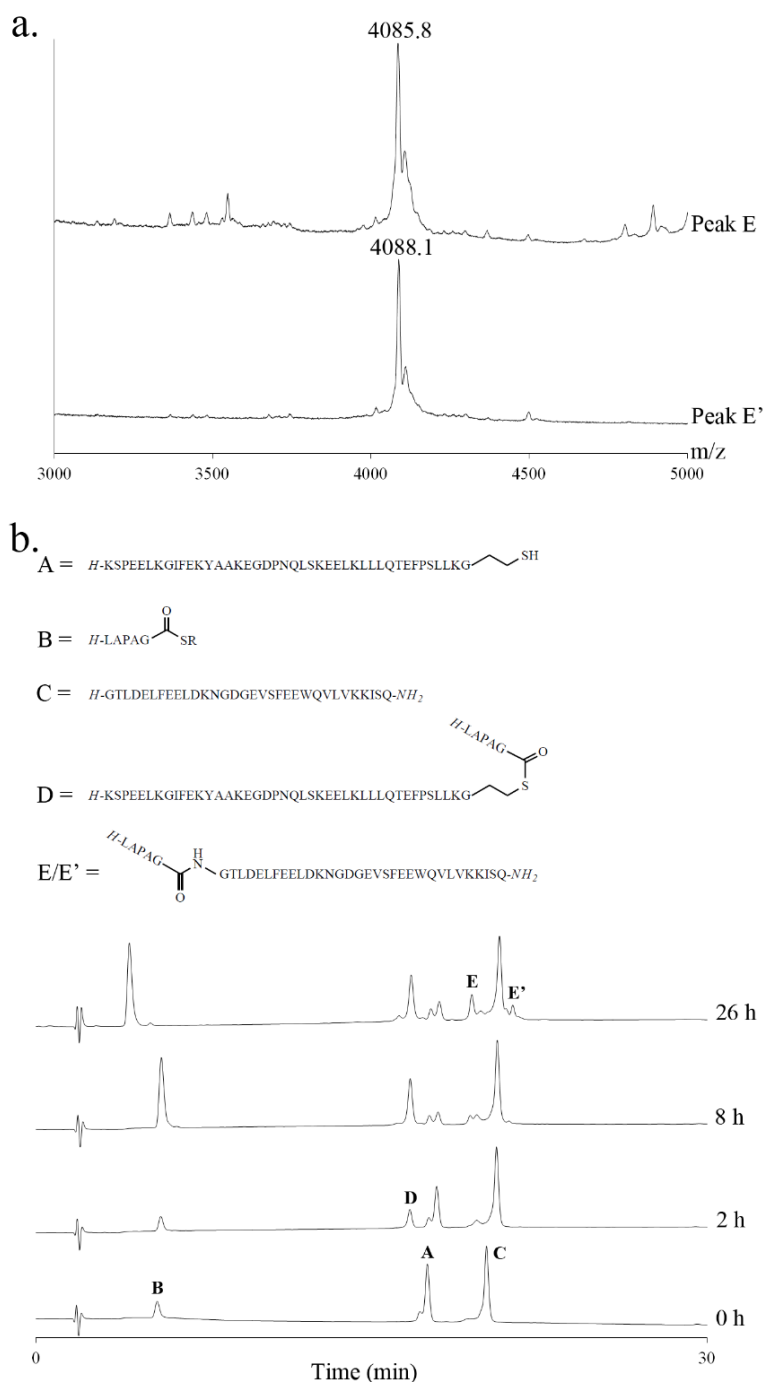 a.
4085.8
Peak E
4088.1
Peak E'
m/z
3000 3500 4000 4500 5000
b.
A = H-KSPEELKGIFEKYAAKEGDPNQLSKEELKLLLQTEFPSLLKG SH
O
B = H-LAPAG SR
C = H-GTLDELFEELDKNGDGEVSFEEWQVLVKKISQ-NH2
H-LAPAG O
S
D = H-KSPEELKGIFEKYAAKEGDPNQLSKEELKLLLQTEFPSLLKG
H-LAPAG H
N
E/E' = GTLDELFEELDKNGDGEVSFEEWQVLVKKISQ-NH2
O
E E'
26 h
8 h
D
2 h
B A C
0 h
0 30
Time (min)